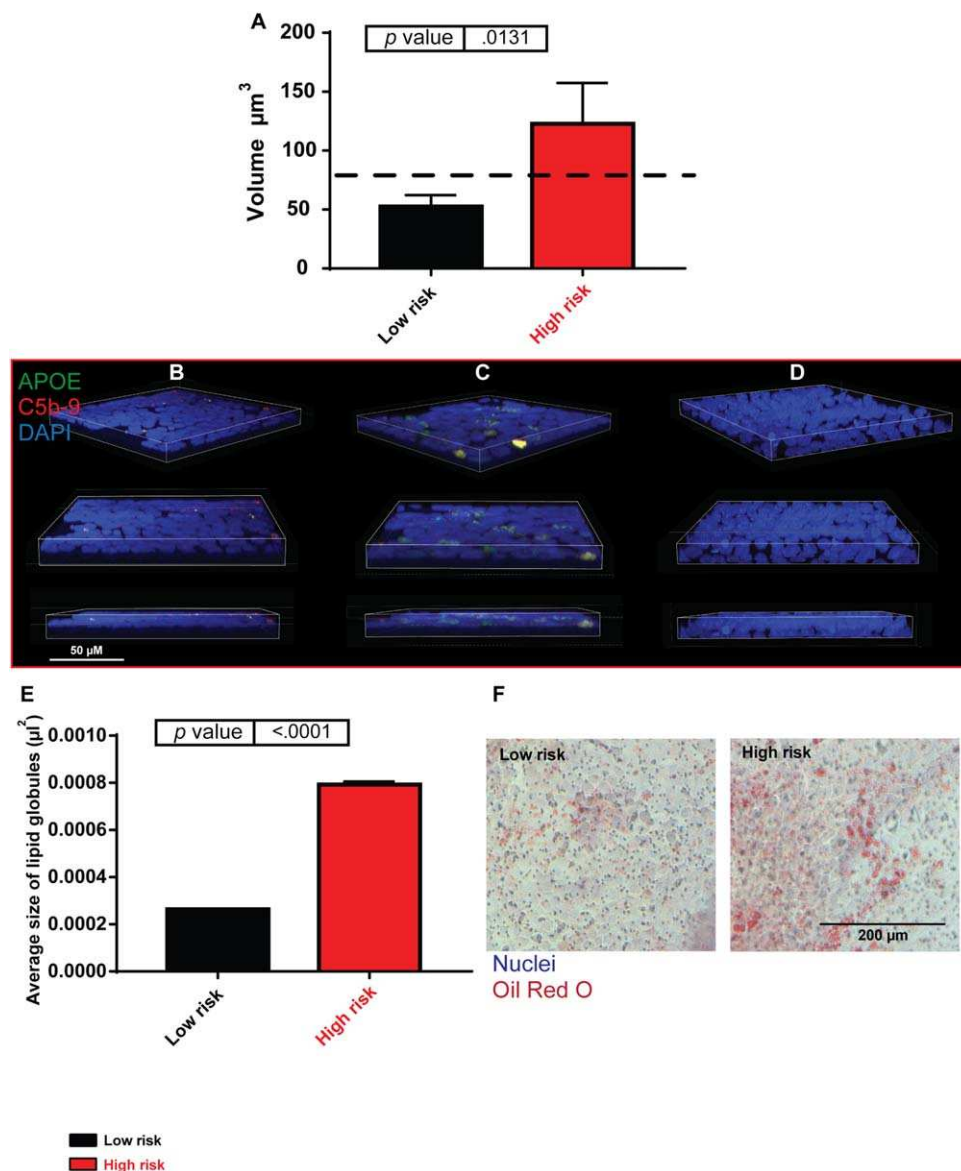 A
p value .0131
200
150
100
50
0
Volume µm³
Low risk
High risk
B
C
D
APOE
C5b-9
DAPI
50 µM
E
p value <.0001
0.0010
0.0008
0.0006
0.0004
0.0002
0.0000
Average size of lipid globules (µl²)
Low risk
High risk
F
Low risk
High risk
200 µm
Nuclei
Oil Red O
Low risk
High risk